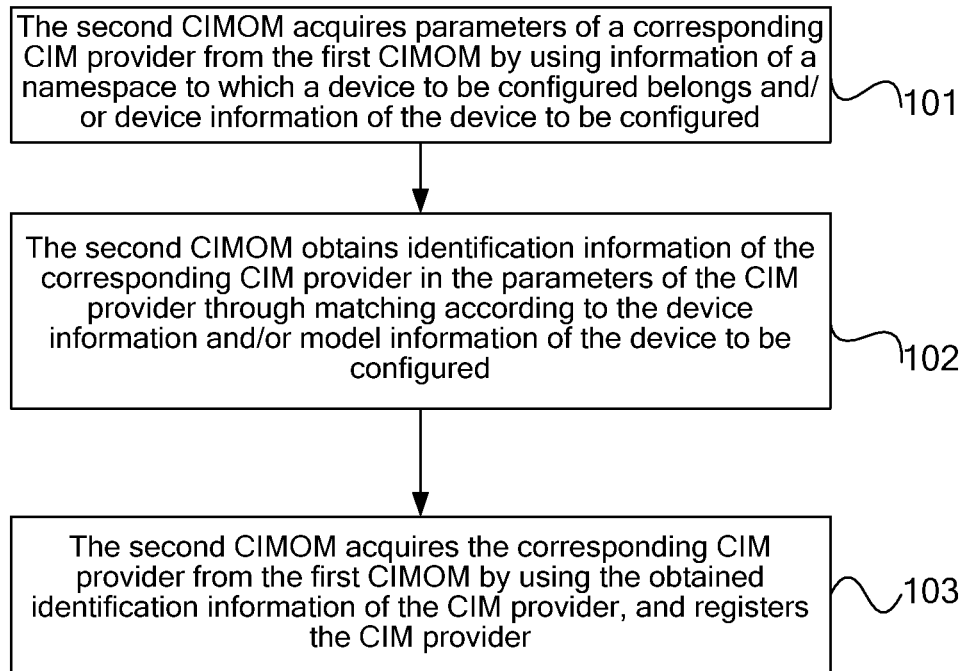 The second CIMOM acquires parameters of a corresponding
CIM provider from the first CIMOM by using information of a
namespace to which a device to be configured belongs and/
or device information of the device to be configured
101
The second CIMOM obtains identification information of the
corresponding CIM provider in the parameters of the CIM
provider through matching according to the device
information and/or model information of the device to be
configured
102
The second CIMOM acquires the corresponding CIM
provider from the first CIMOM by using the obtained
identification information of the CIM provider, and registers
the CIM provider
103